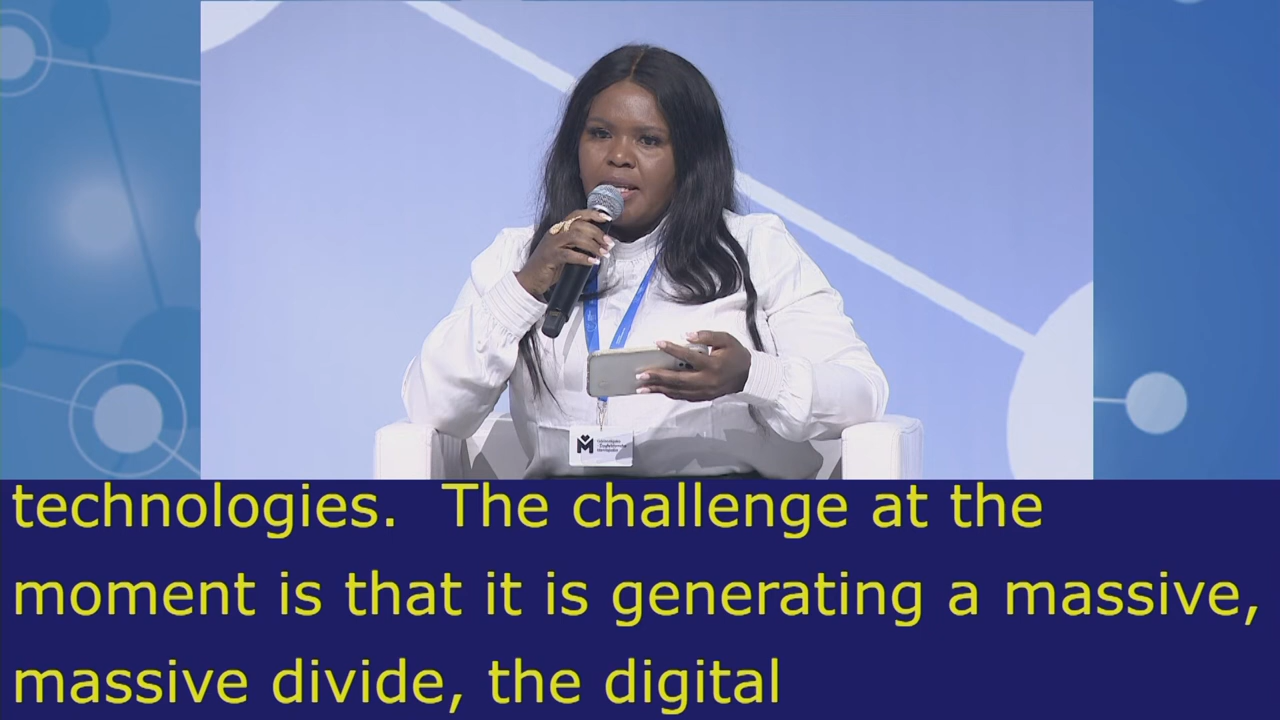 technologies.  The challenge at the
moment is that it is generating a massive,
massive divide, the digital